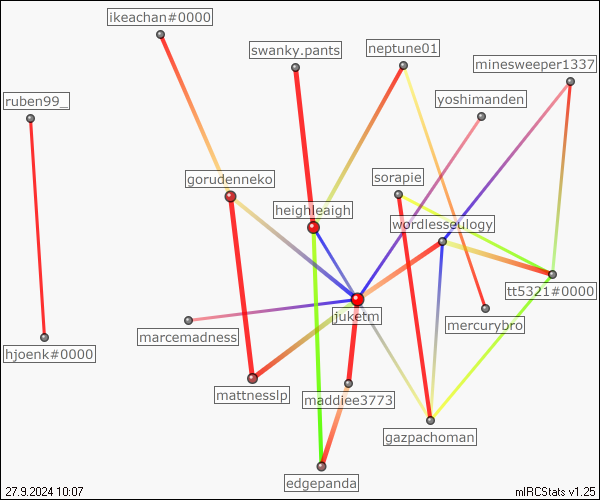 ikeachan#0000
swanky.pants
neptune01
minesweeper1337
ruben99_
yoshimanden
gorudenneko
sorapie
heighleaigh
wordlesseulogy
tt5321#0000
juketm
mercurybro
marcemadness
hjoenk#0000
mattnesslp
maddiee3773
gazpachoman
edgepanda
27.9.2024 10:07
mIRCStats v1.25